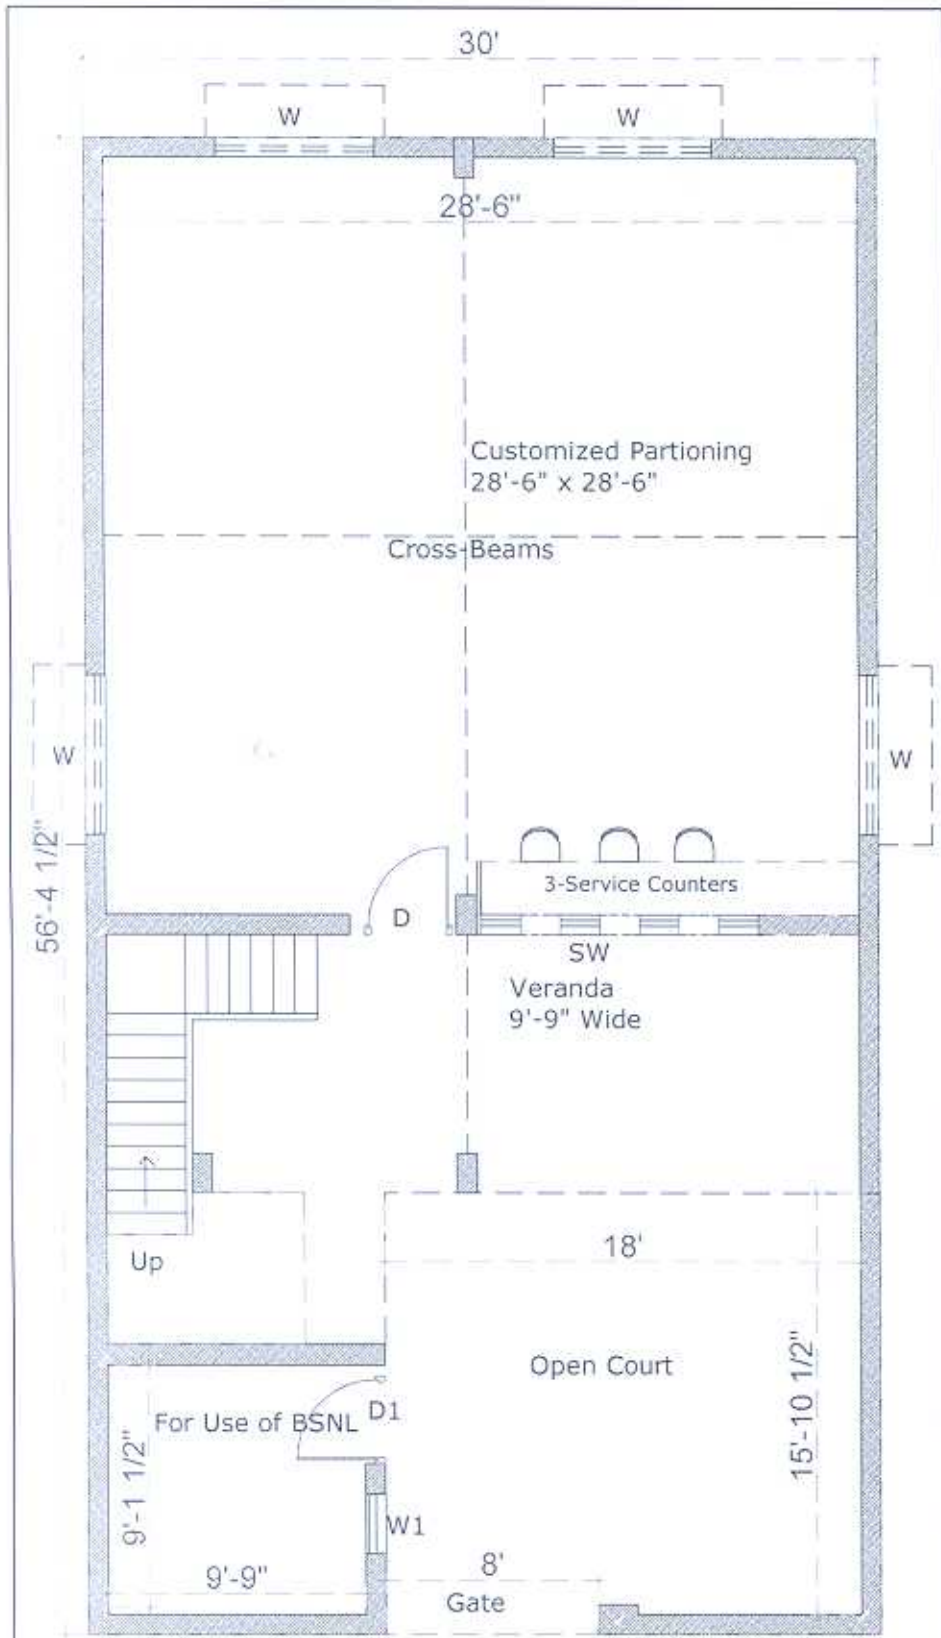 30'
W
W
28'-6"
Customized Partioning
28'-6" x 28'-6"
Cross-Beams
W
W
56'-4 1/2"
3-Service Counters
D
SW
Veranda
9'-9" Wide
Up
18'
15'-10 1/2"
Open Court
For Use of BSNL
D1
9'-1 1/2"
W1
9'-9"
8'
Gate